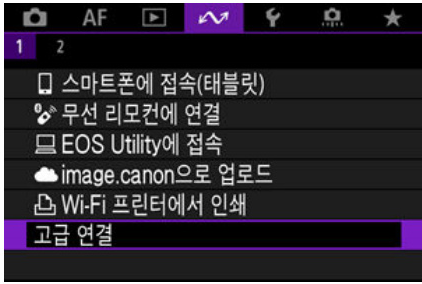 AF
1 2
스마트폰에 접속(태블릿)
무선 리모컨에 연결
EOS Utility에 접속
image.canon으로 업로드
Wi-Fi 프린터에서 인쇄
고급 연결